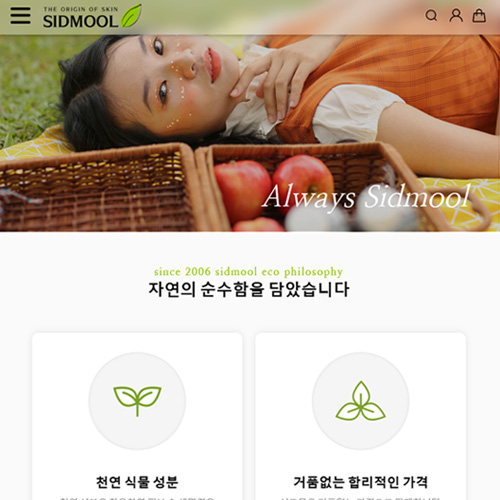 THE ORIGIN OF SKIN
SIDMOOL
Always Sidmool
since 2006 sidmool eco philosophy
자연의 순수함을 담았습니다
천연 식물 성분
거품없는 합리적인 가격